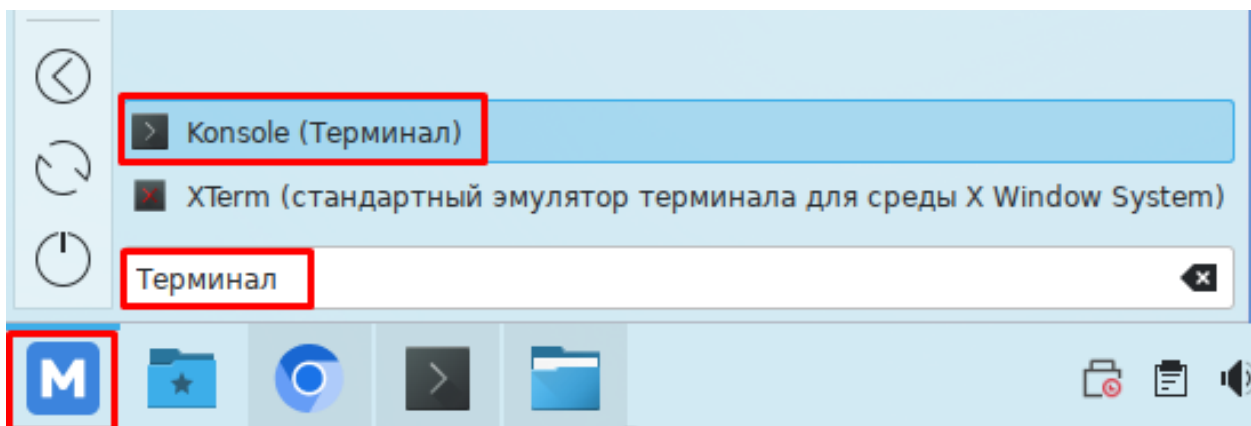 Konsole (Терминал)
XTerm (стандартный эмулятор терминала для среды X Window System)
Терминал
M